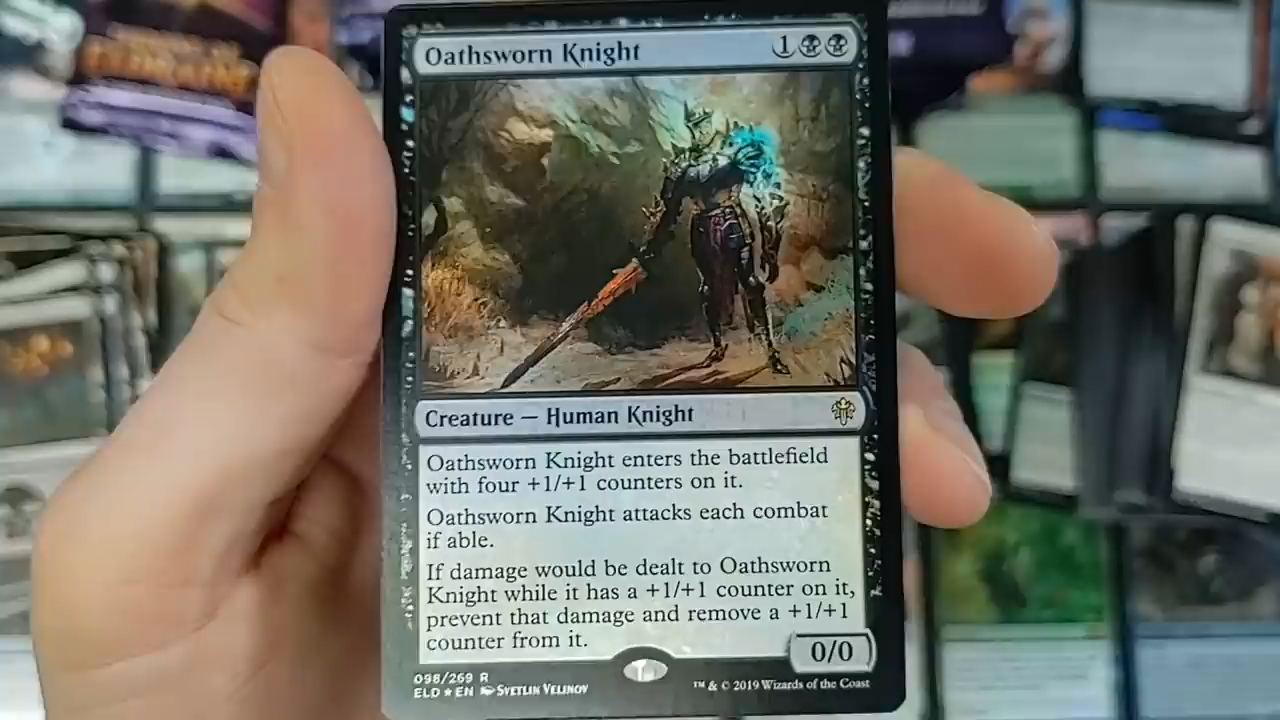 Oathsworn Knight 1
Creature — Human Knight
Oathsworn Knight enters the battlefield
with four +1/+1 counters on it.
Oathsworn Knight attacks each combat
if able.
If damage would be dealt to Oathsworn
Knight while it has a +1/+1 counter on it,
prevent that damage and remove a +1/+1
counter from it.
0/0
098/269 R
ELD ★ EN Svetlin Velinov
™ & © 2019 Wizards of the Coast